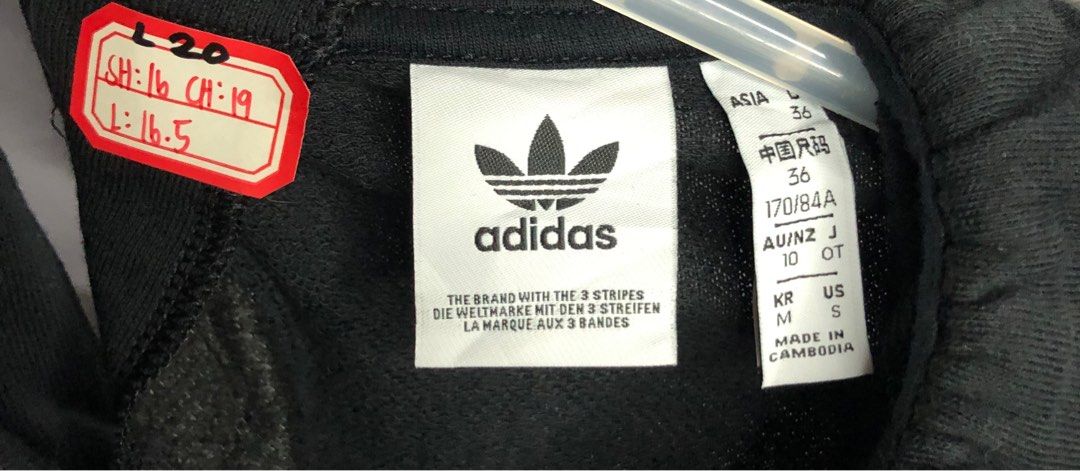 L 20
SH: 16 CH: 19
L: 16.5
adidas
THE BRAND WITH THE 3 STRIPES
DIE WELTMARKE MIT DEN 3 STREIFEN
LA MARQUE AUX 3 BANDES
ASIA
36
中国尺码
36
170/84A
AU/NZ J
10 OT
KR US
M S
MADE IN
CAMBODIA